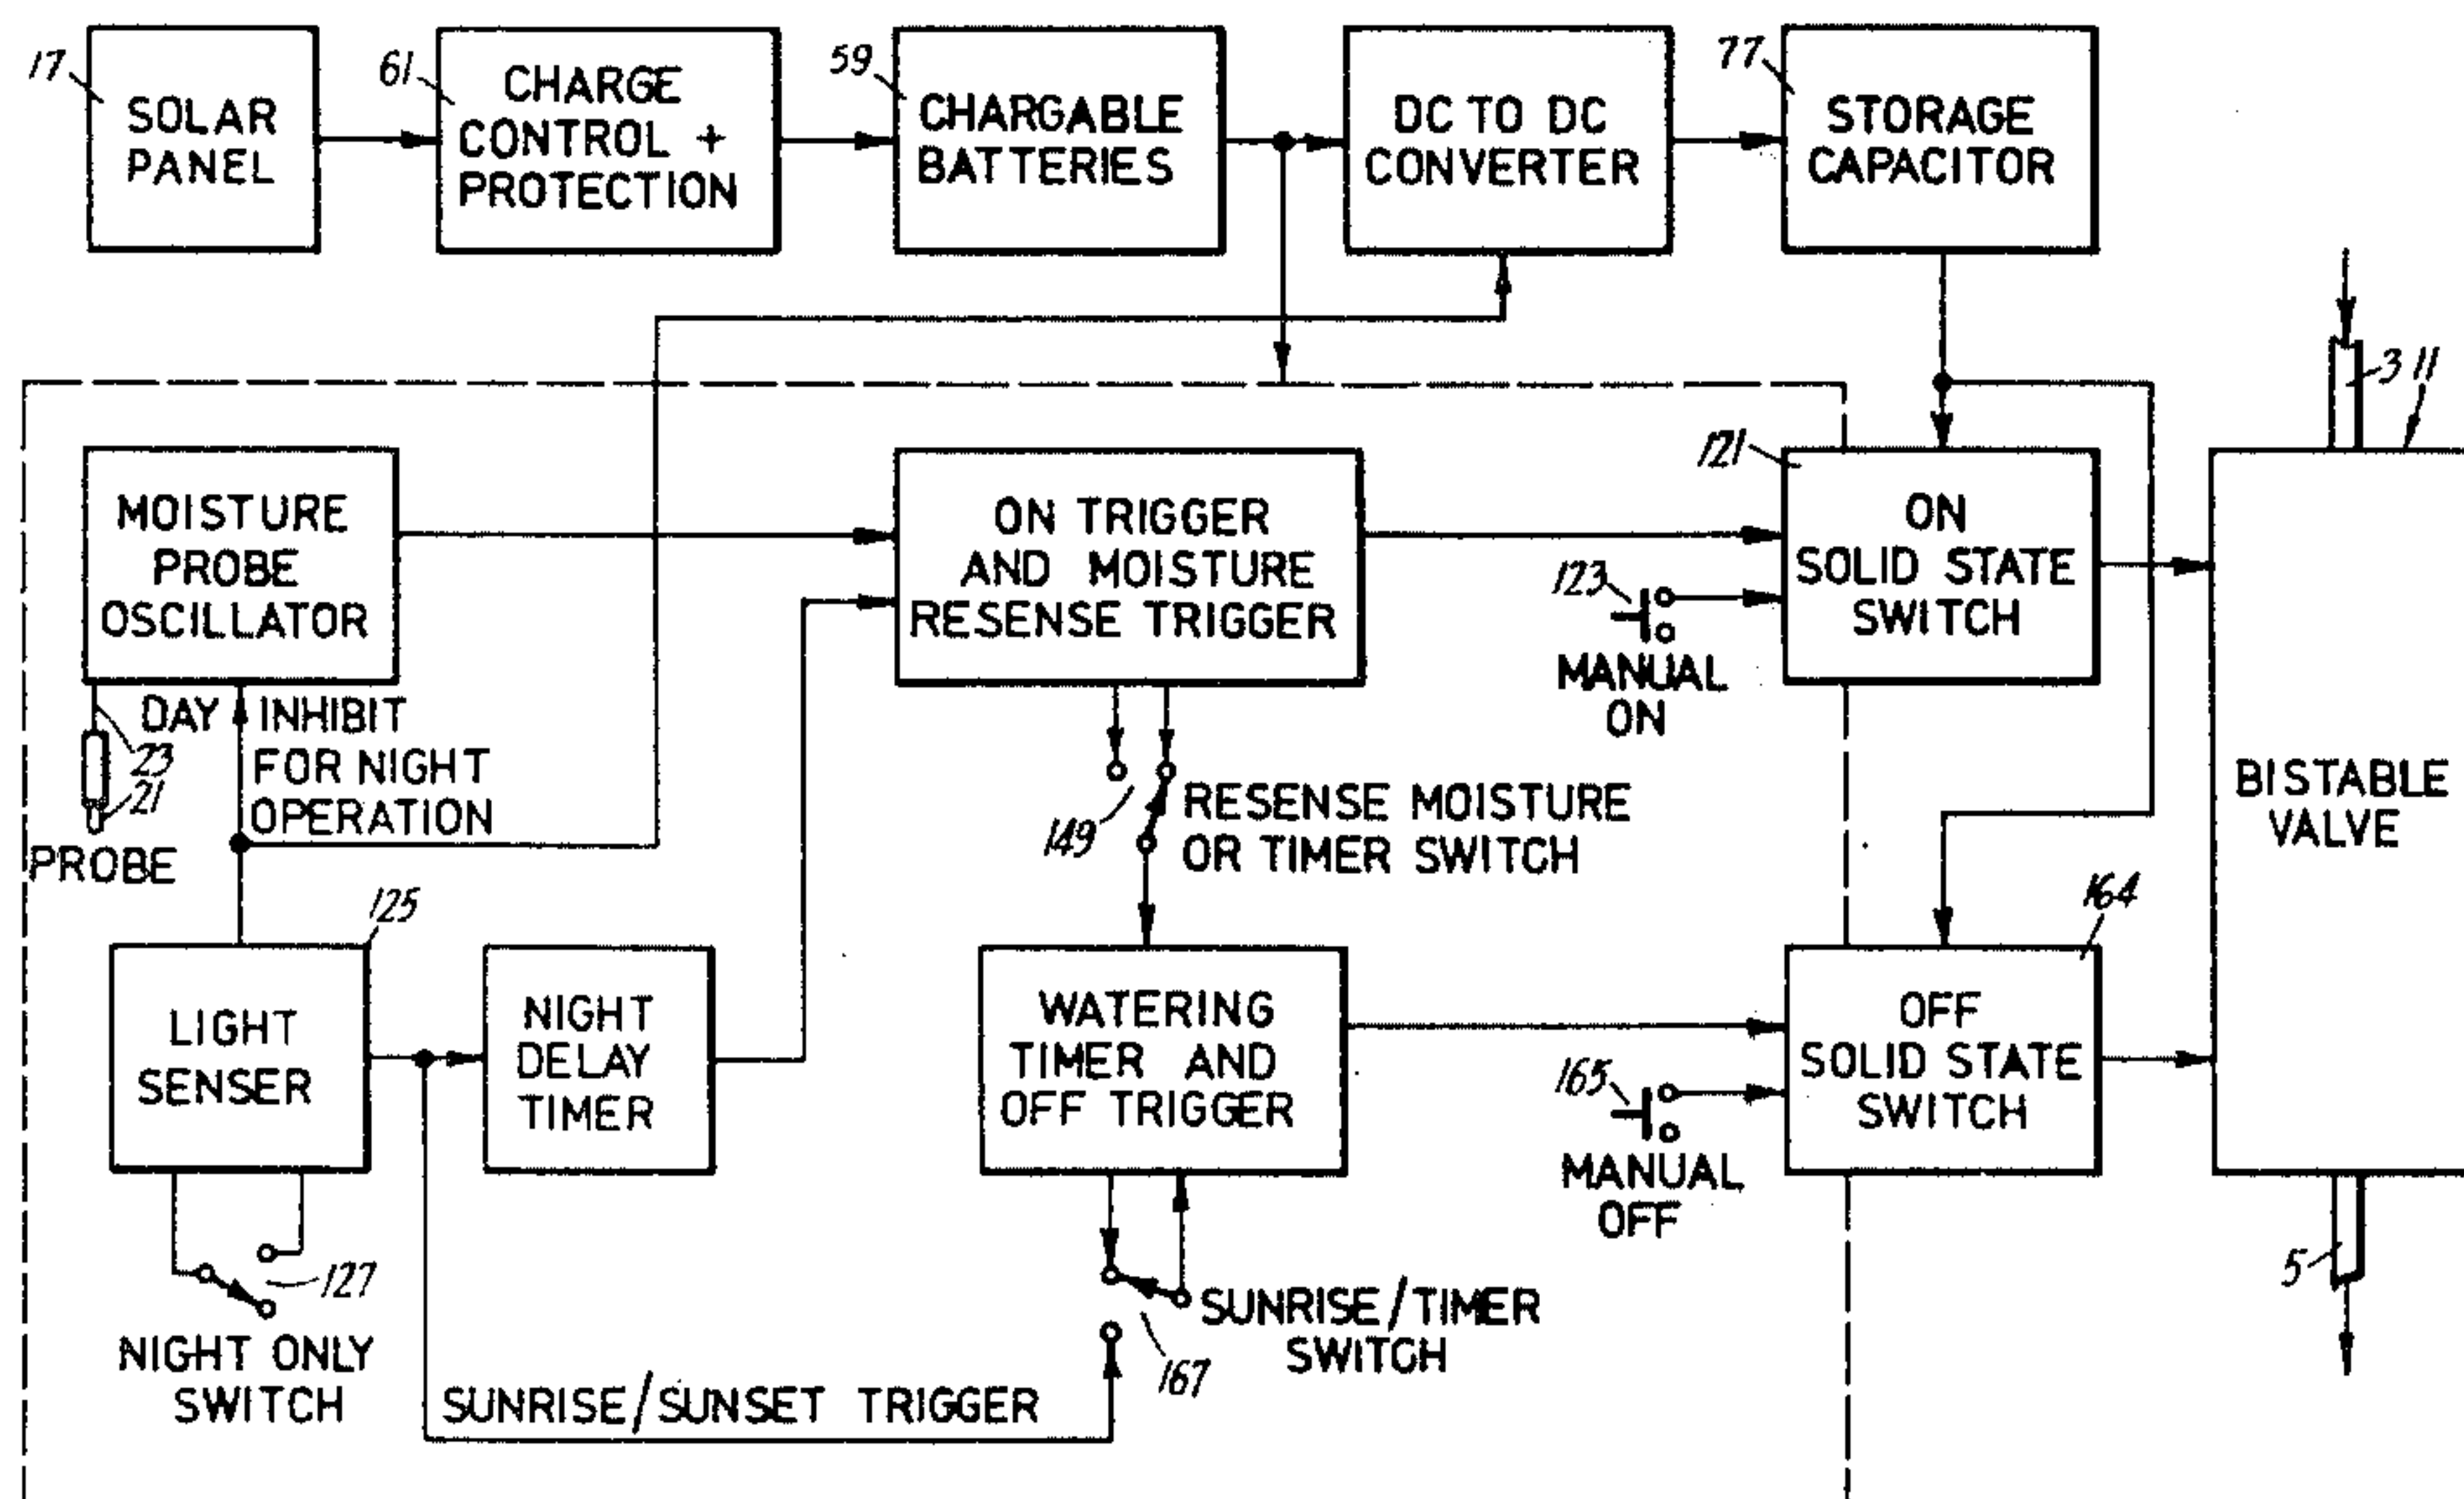 17
SOLAR
PANEL
61
CHARGE
CONTROL +
PROTECTION
59
CHARGABLE
BATTERIES
DC TO DC
CONVERTER
77
STORAGE
CAPACITOR
3
11
MOISTURE
PROBE
OSCILLATOR
ON TRIGGER
AND MOISTURE
RESENSE TRIGGER
121
ON
SOLID STATE
SWITCH
123
MANUAL
ON
DAY INHIBIT
FOR NIGHT
OPERATION
23
21
PROBE
149
RESENSE MOISTURE
OR TIMER SWITCH
BISTABLE
VALVE
125
LIGHT
SENSER
NIGHT
DELAY
TIMER
WATERING
TIMER AND
OFF TRIGGER
164
OFF
SOLID STATE
SWITCH
165
MANUAL
OFF
127
NIGHT ONLY
SWITCH
SUNRISE/TIMER
SWITCH
167
5
SUNRISE/SUNSET TRIGGER